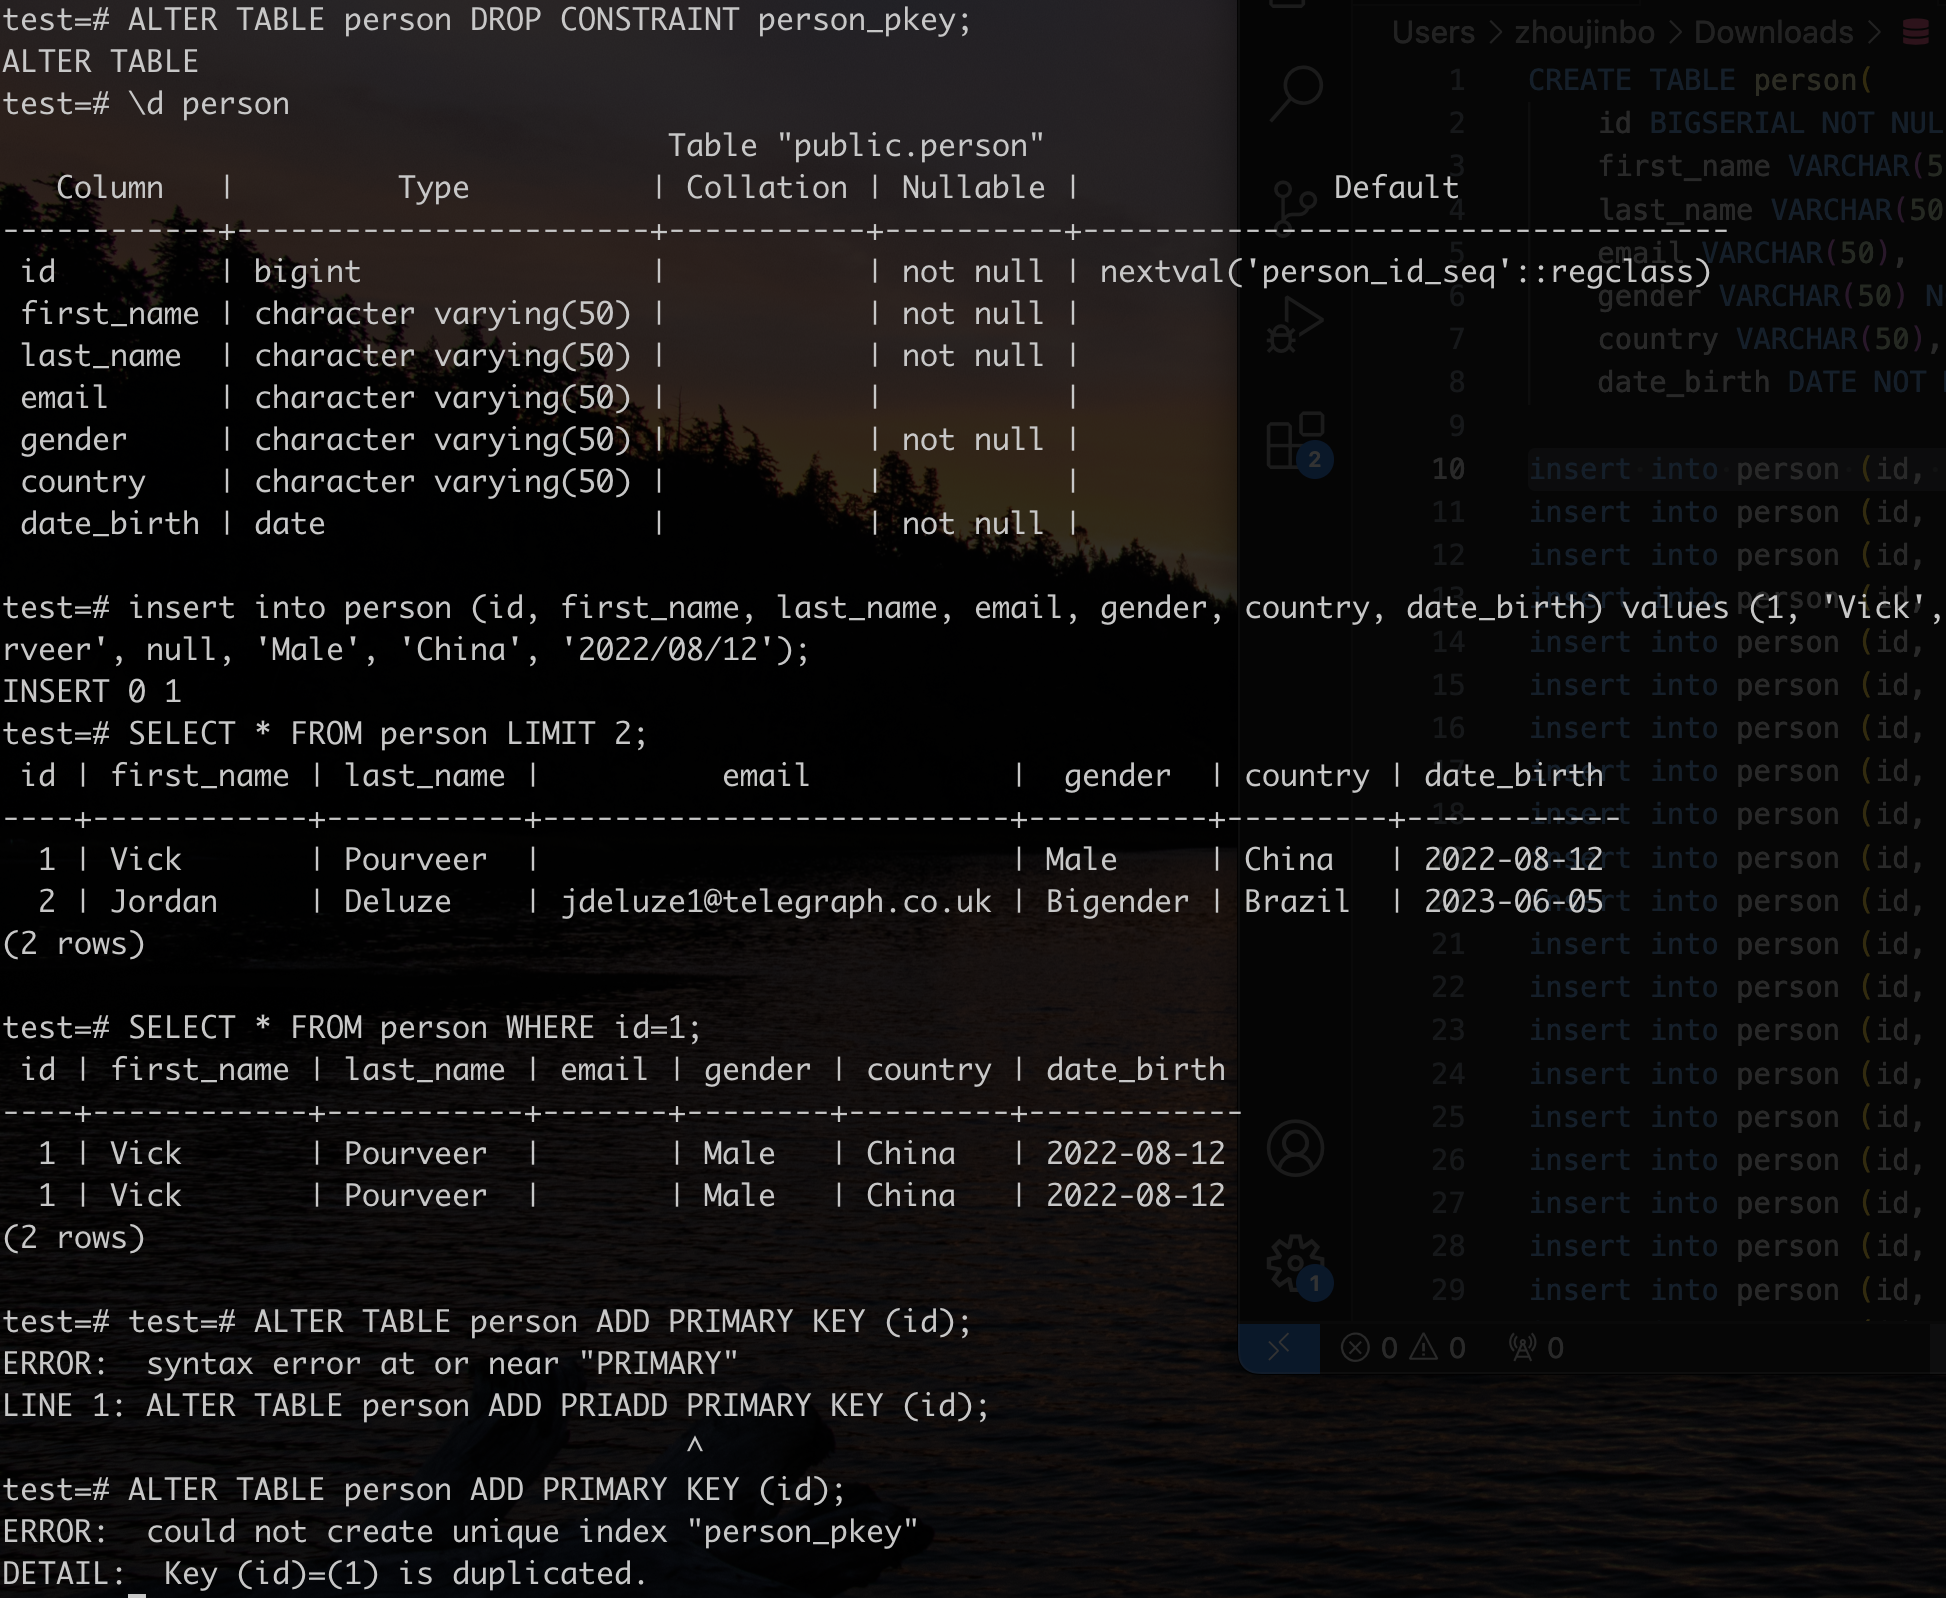 test=# ALTER TABLE person DROP CONSTRAINT person_pkey;
ALTER TABLE
test=# \d person
Table "public.person"
Column | Type | Collation | Nullable | Default
------------+-----------------------+-----------+----------+------------------------------------
id | bigint | | not null | nextval('person_id_seq'::regclass)
first_name | character varying(50) | | not null |
last_name | character varying(50) | | not null |
email | character varying(50) | | |
gender | character varying(50) | | not null |
country | character varying(50) | | |
date_birth | date | | not null |
test=# insert into person (id, first_name, last_name, email, gender, country, date_birth) values (1, 'Vick',
rveer', null, 'Male', 'China', '2022/08/12');
INSERT 0 1
test=# SELECT * FROM person LIMIT 2;
id | first_name | last_name | email | gender | country | date_birth
----+------------+-----------+--------------------------+----------+---------+------------
1 | Vick | Pourveer | | Male | China | 2022-08-12
2 | Jordan | Deluze | jdeluze1@telegraph.co.uk | Bigender | Brazil | 2023-06-05
(2 rows)
test=# SELECT * FROM person WHERE id=1;
id | first_name | last_name | email | gender | country | date_birth
----+------------+-----------+-------+--------+---------+------------
1 | Vick | Pourveer | | Male | China | 2022-08-12
1 | Vick | Pourveer | | Male | China | 2022-08-12
(2 rows)
test=# test=# ALTER TABLE person ADD PRIMARY KEY (id);
ERROR:  syntax error at or near "PRIMARY"
LINE 1: ALTER TABLE person ADD PRIADD PRIMARY KEY (id);
^
test=# ALTER TABLE person ADD PRIMARY KEY (id);
ERROR:  could not create unique index "person_pkey"
DETAIL:  Key (id)=(1) is duplicated.
Users > zhoujinbo > Downloads >
1 CREATE TABLE person(
2 id BIGSERIAL NOT NUL
3 first_name VARCHAR(5
4 last_name VARCHAR(50
5 email VARCHAR(50),
6 gender VARCHAR(50) N
7 country VARCHAR(50),
8 date_birth DATE NOT
9
10 insert into person (id,
11 insert into person (id,
12 insert into person (id,
13 insert into person (id,
14 insert into person (id,
15 insert into person (id,
16 insert into person (id,
17 insert into person (id,
18 insert into person (id,
insert into person (id,
insert into person (id,
21 insert into person (id,
22 insert into person (id,
23 insert into person (id,
24 insert into person (id,
25 insert into person (id,
26 insert into person (id,
27 insert into person (id,
28 insert into person (id,
29 insert into person (id,
2
1
0 0 0